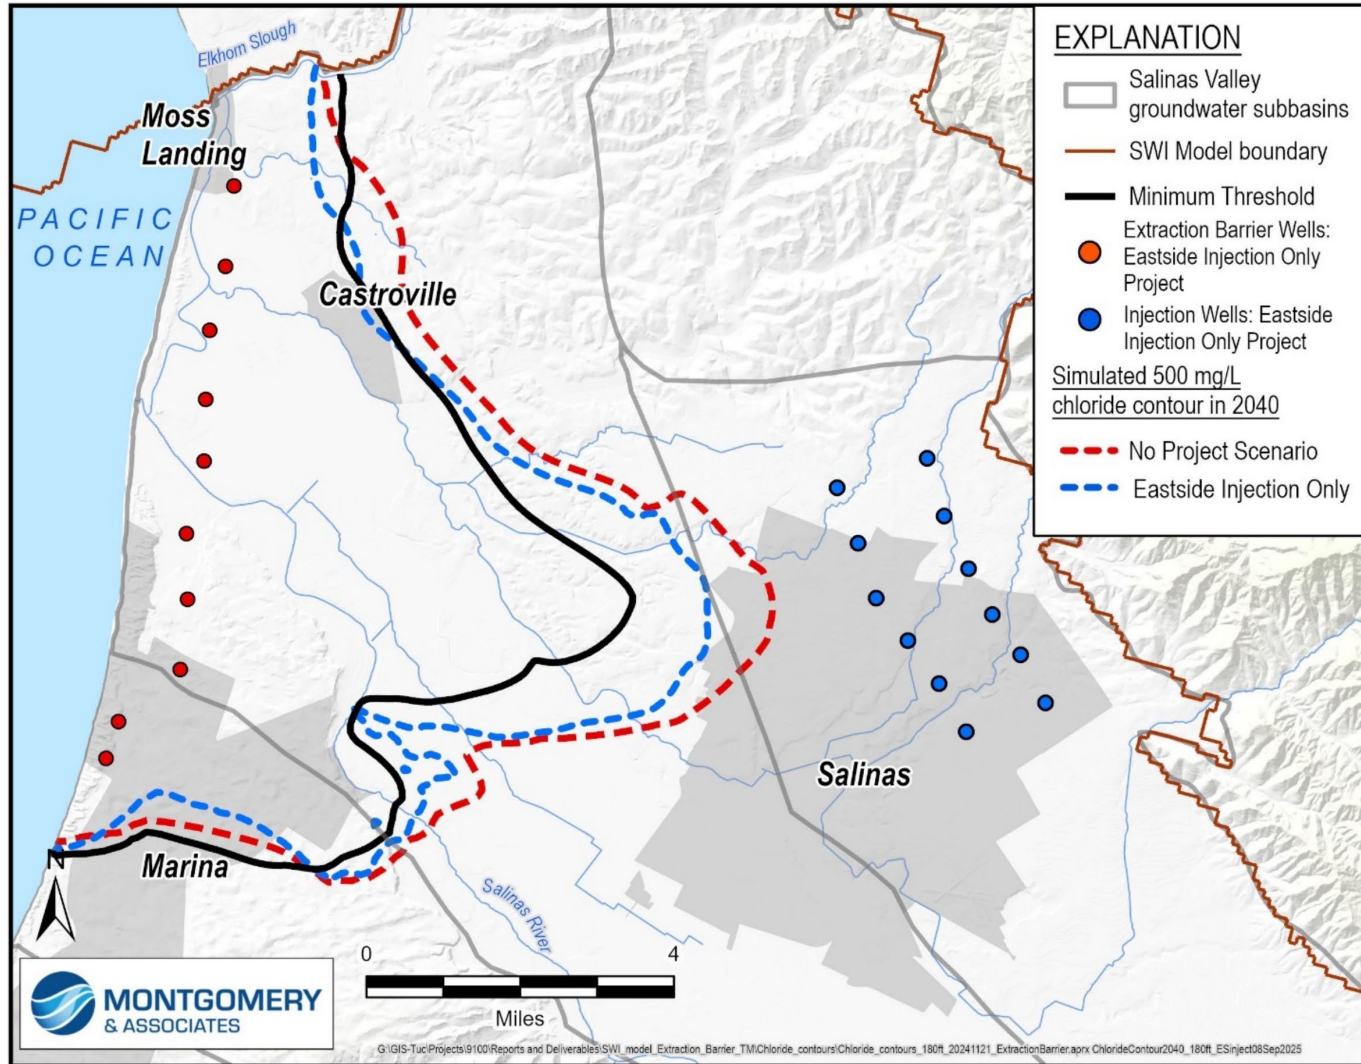 Elkhorn Slough
Moss
Landing
PACIFIC
OCEAN
Castroville
Salinas
Marina
Salinas River
N
0 4
Miles
MONTGOMERY
& ASSOCIATES
EXPLANATION
Salinas Valley
groundwater subbasins
SWI Model boundary
Minimum Threshold
Extraction Barrier Wells:
Eastside Injection Only
Project
Injection Wells: Eastside
Injection Only Project
Simulated 500 mg/L
chloride contour in 2040
No Project Scenario
Eastside Injection Only
G:\GIS-Tuc\Projects\9100\Reports and Deliverables\SWI_model_Extraction_Barrier_TM\Chloride_contours\Chloride_contours_180ft_20241121_ExtractionBarrier.aprx ChlorideContour2040_180ft_ESinject08Sep2025